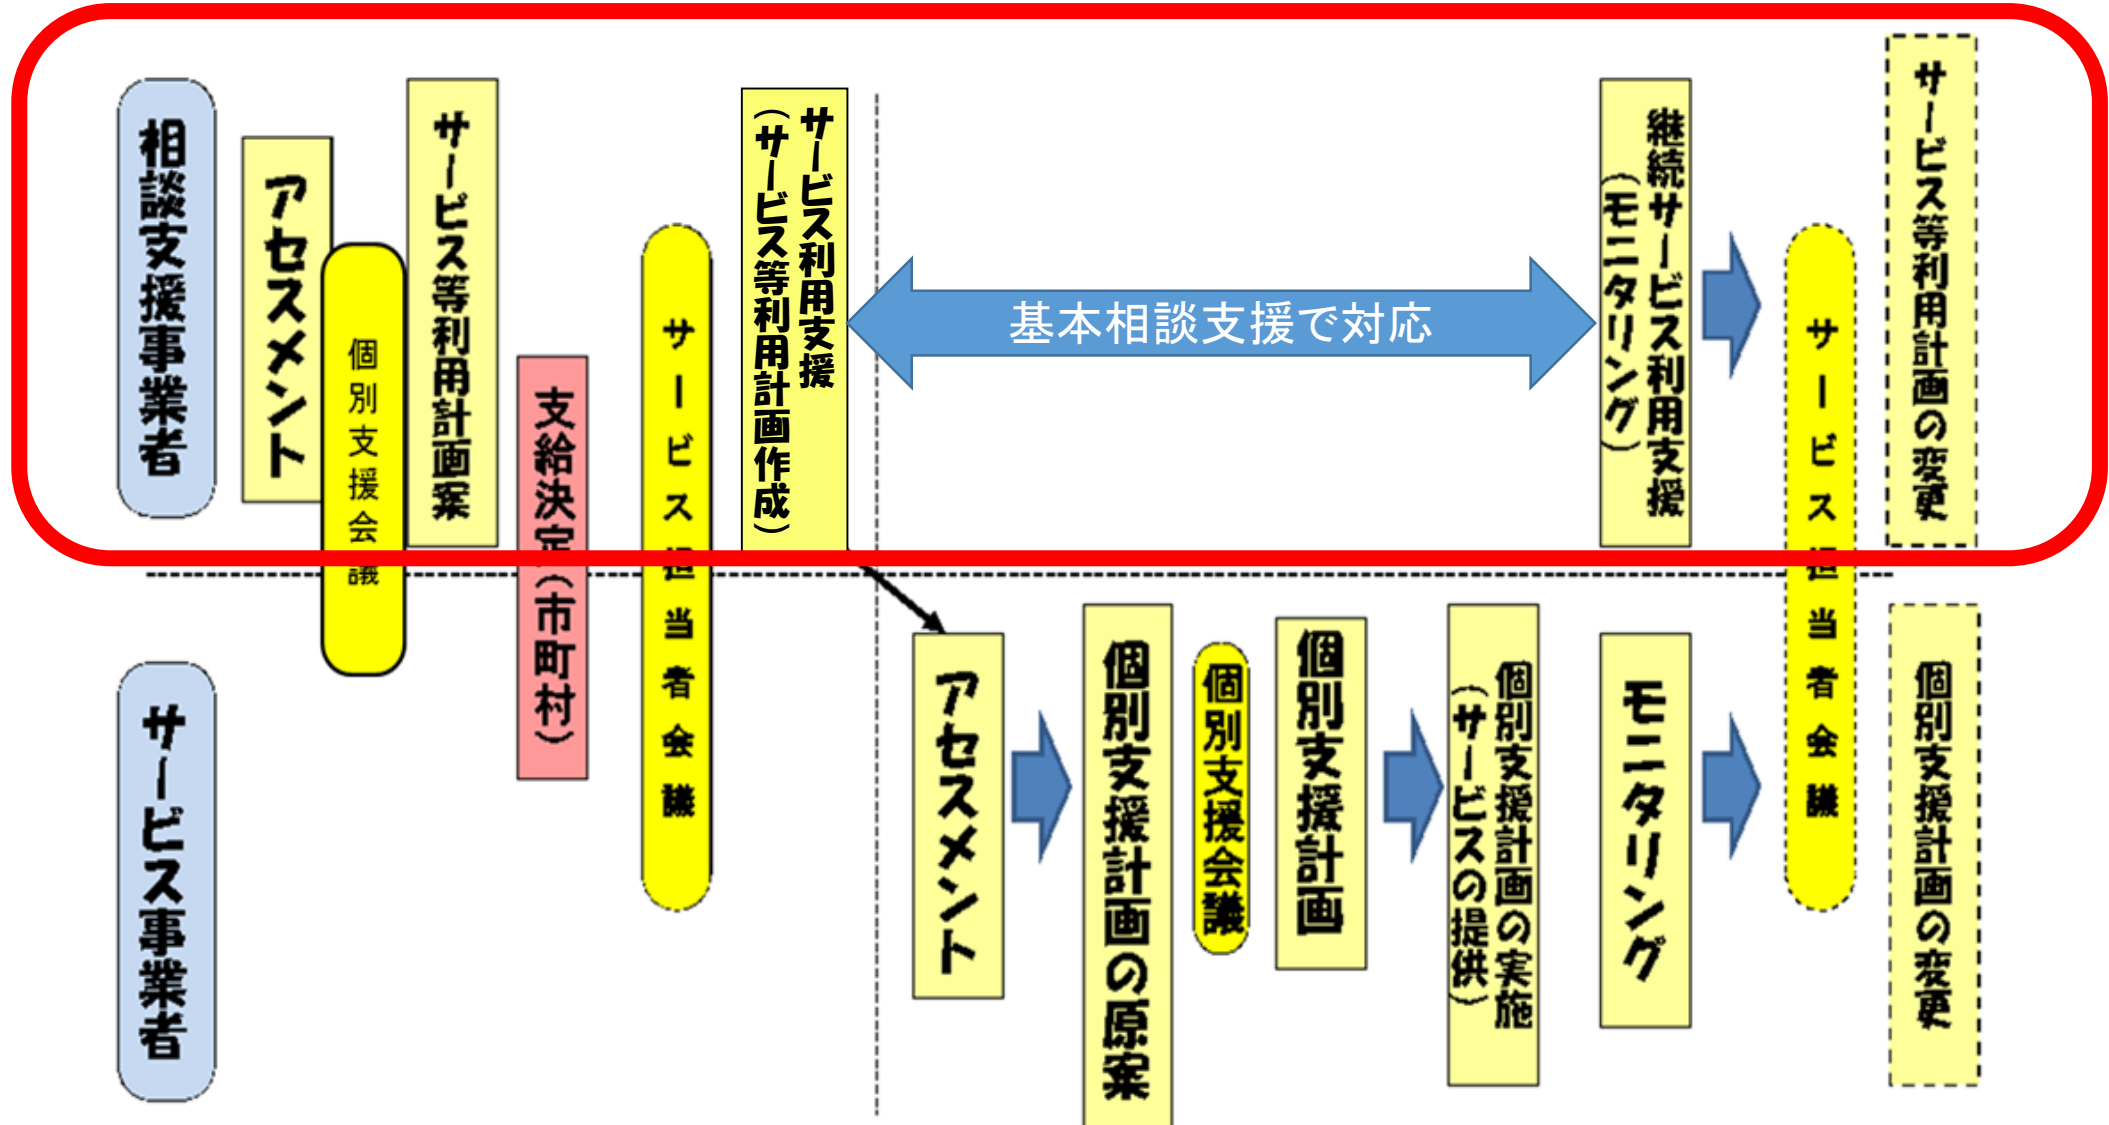 相談支援事業者
アセスメント
個別支援会議
サービス等利用計画案
支給決定（市町村）
サービス担当者会議
サービス利用支援
（サービス等利用計画作成）
基本相談支援で対応
継続サービス利用支援
（モニタリング）
サービス担当者会議
サービス等利用計画の変更
サービス事業者
アセスメント
個別支援計画の原案
個別支援会議
個別支援計画
個別支援計画の実施
（サービスの提供）
モニタリング
個別支援計画の変更